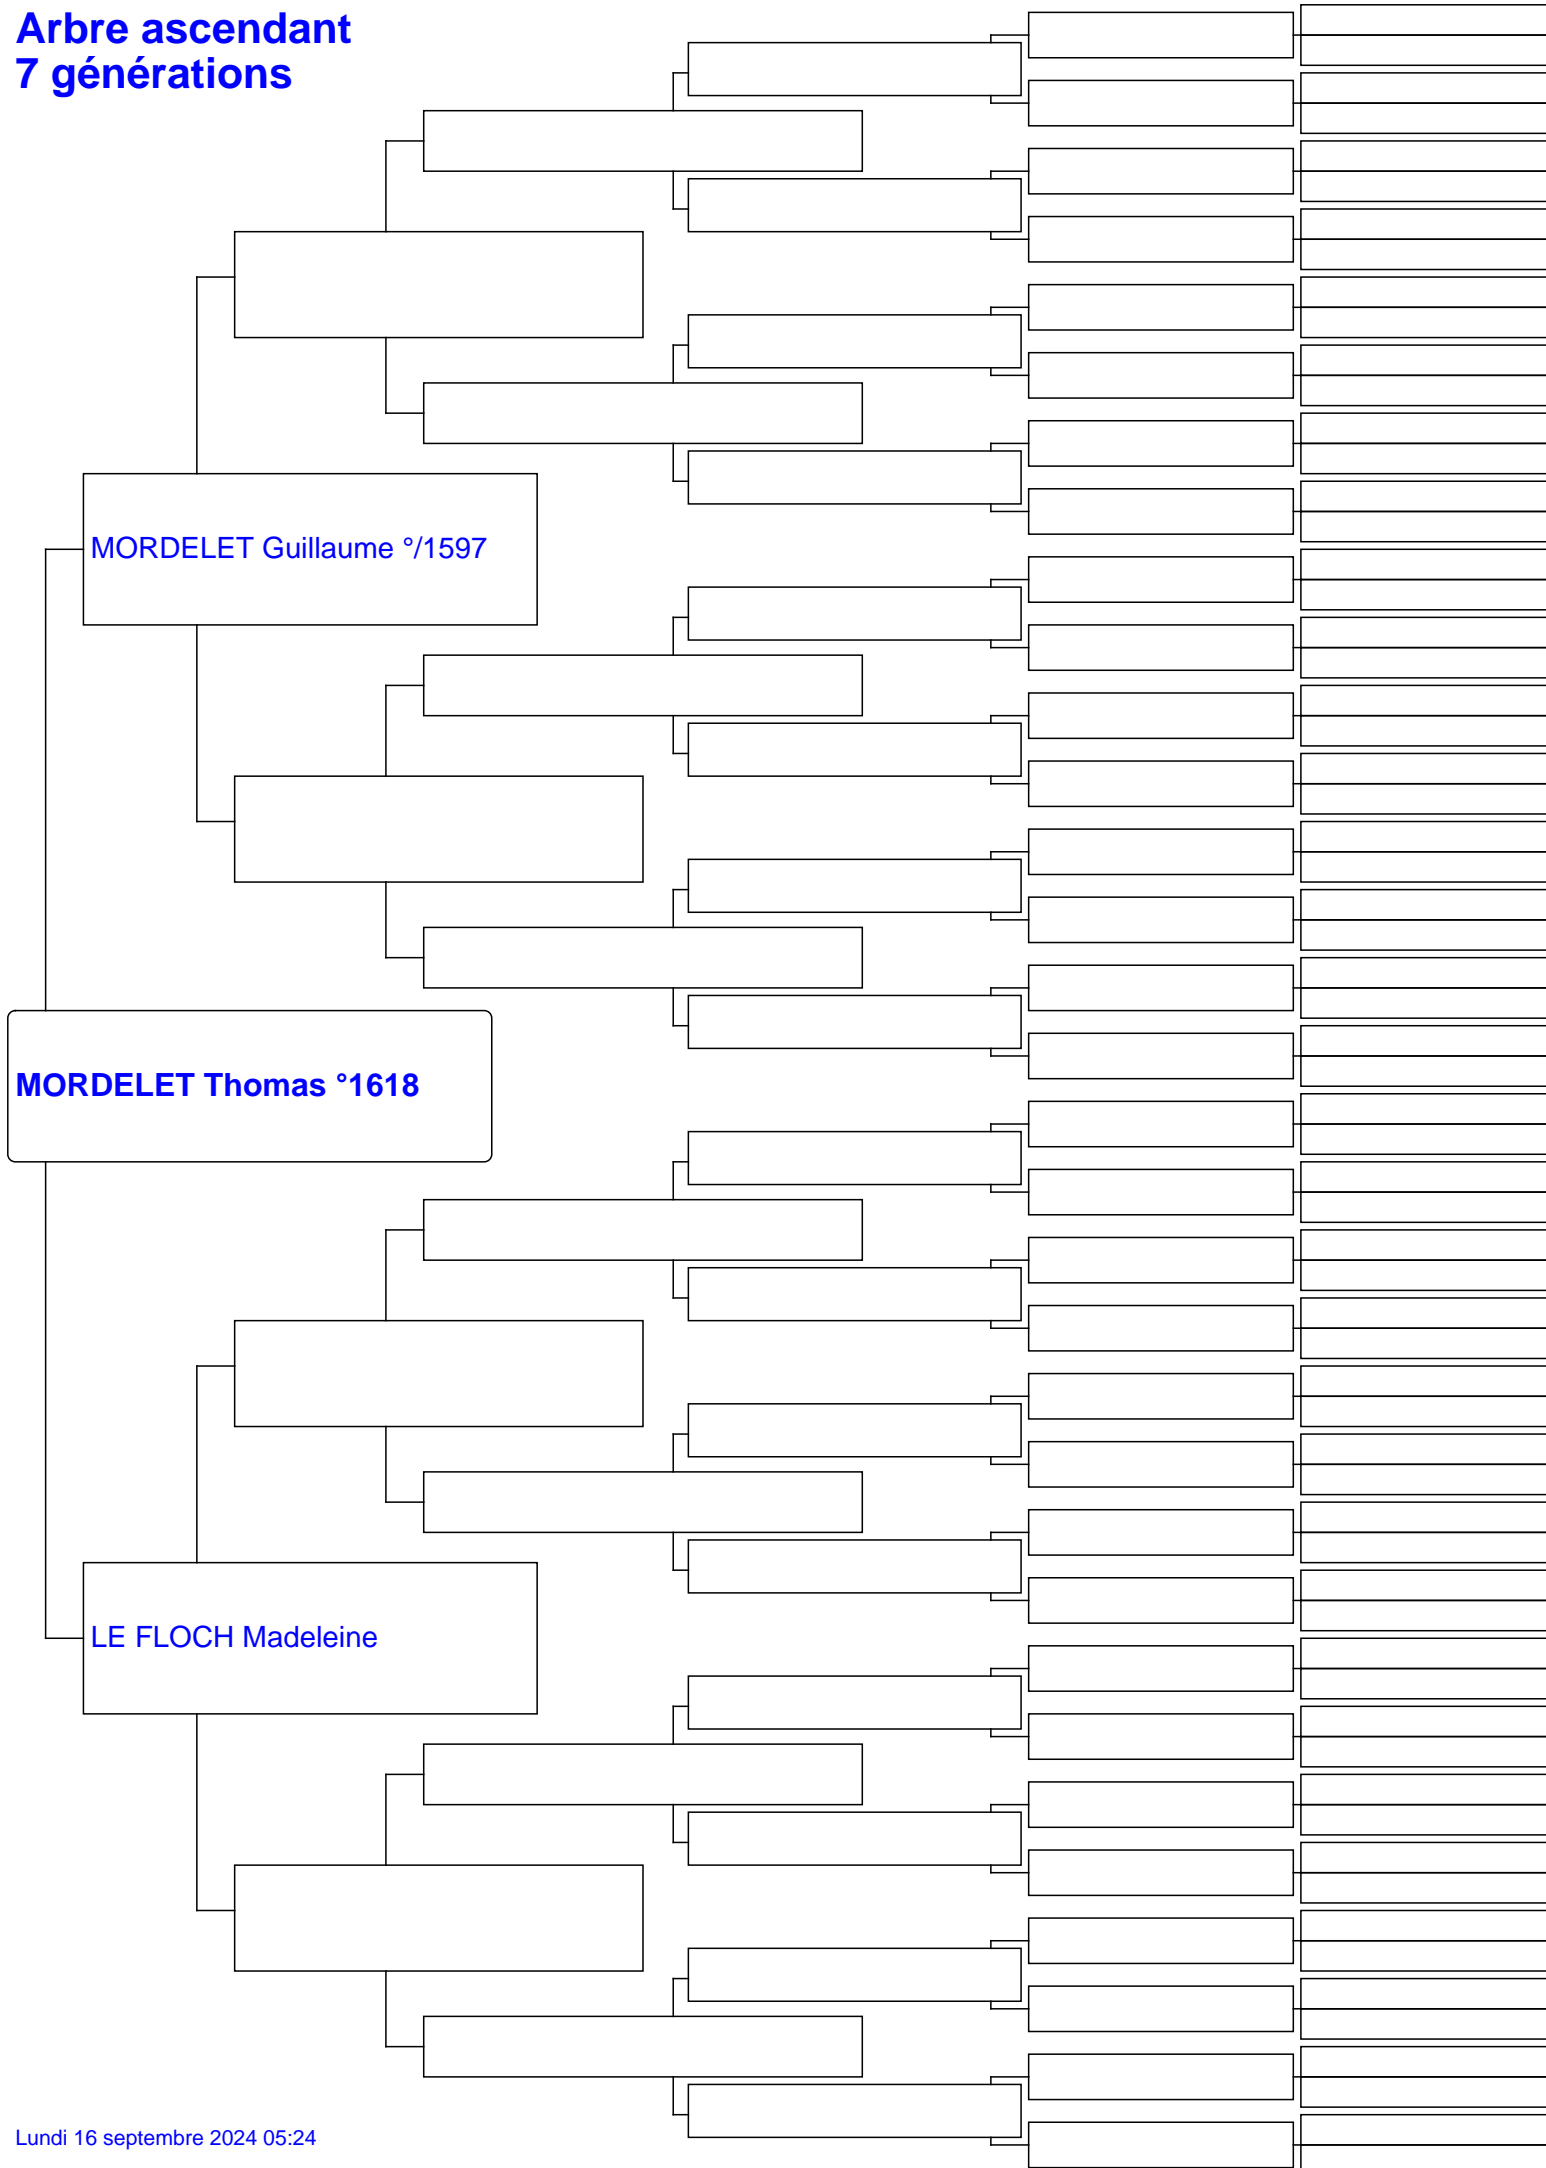 Arbre ascendant
7 générations
MORDELET Guillaume °/1597
MORDELET Thomas °1618
LE FLOCH Madeleine
Lundi 16 septembre 2024 05:24